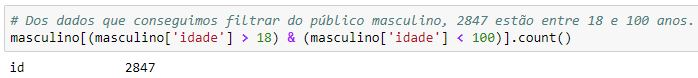 # Dos dados que conseguimos filtrar do público masculino, 2847 estão entre 18 e 100 anos.
masculino[(masculino['idade'] > 18) & (masculino['idade'] < 100)].count()
id 2847